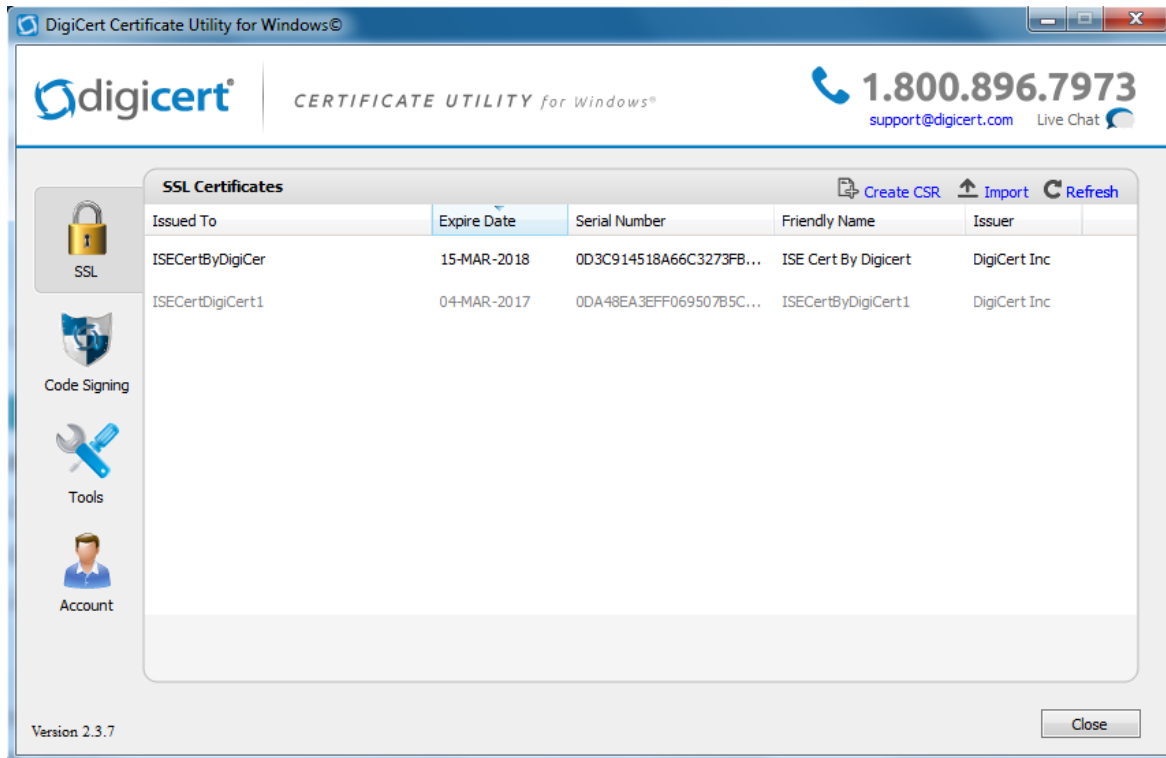 DigiCert Certificate Utility for Windows©
digicert® CERTIFICATE UTILITY for Windows®
1.800.896.7973
support@digicert.com Live Chat
SSL Certificates Create CSR Import Refresh
Issued To Expire Date Serial Number Friendly Name Issuer
ISECertByDigiCer 15-MAR-2018 0D3C914518A66C3273FB... ISE Cert By Digicert DigiCert Inc
SSL
ISECertDigiCert1 04-MAR-2017 0DA48EA3EFF069507B5C... ISECertByDigiCert1 DigiCert Inc
Code Signing
Tools
Account
Version 2.3.7
Close